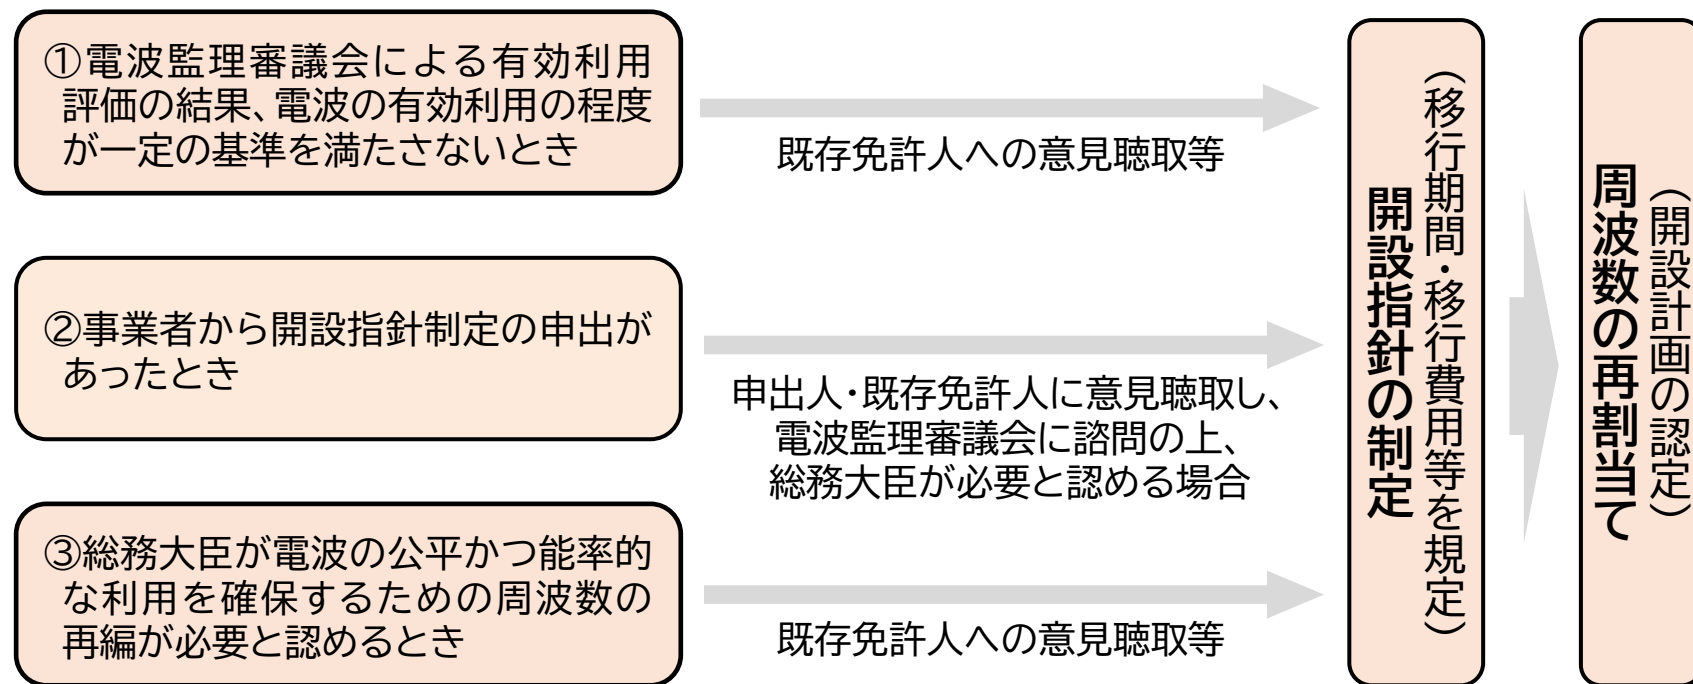 ①電波監理審議会による有効利用
評価の結果、電波の有効利用の程度
が一定の基準を満たさないとき
既存免許人への意見聴取等
②事業者から開設指針制定の申出が
あったとき
申出人・既存免許人に意見聴取し、
電波監理審議会に諮問の上、
総務大臣が必要と認める場合
③総務大臣が電波の公平かつ能率的
な利用を確保するための周波数の
再編が必要と認めるとき
既存免許人への意見聴取等
開設指針の制定
（移行期間・移行費用等を規定）
周波数の再割当て
（開設計画の認定）